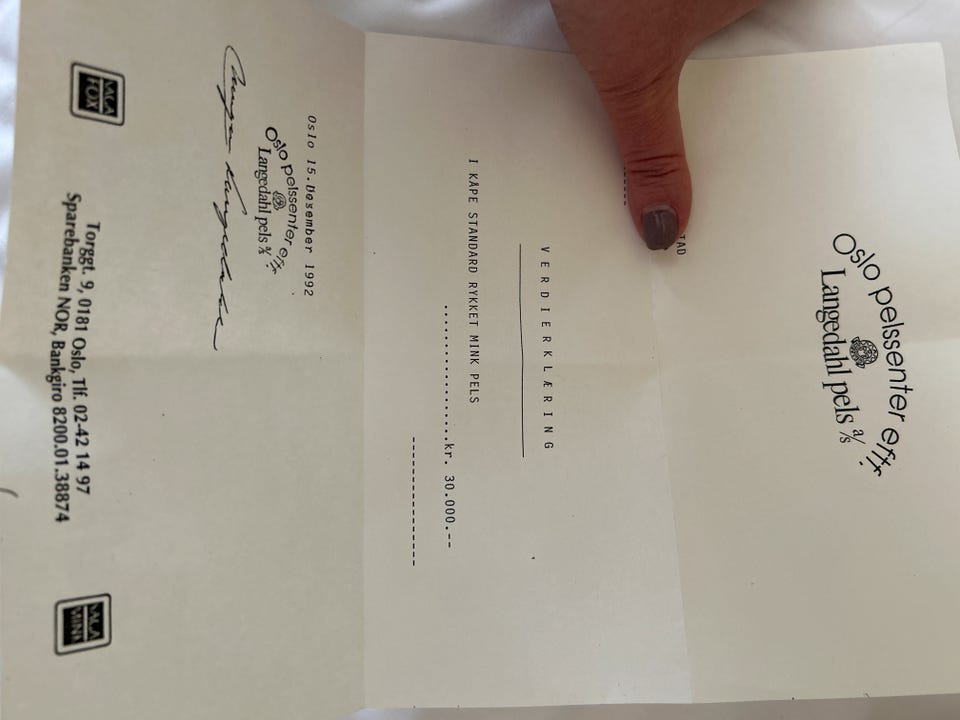 Oslo pelssenter eff.
Langedahl pels a/s
TAD
V E R D I E R K L Æ R I N G
I KÅPE STANDARD RYKKET MINK PELS
......................kr. 30.000.--
Oslo 15.Desember 1992
Oslo pelssenter eff.
Langedahl pels a/s
SAGA
FOX
Torggt. 9, 0181 Oslo, Tlf. 02-42 14 97
Sparebanken NOR, Bankgiro 8200.01.38874
SAGA
MINK